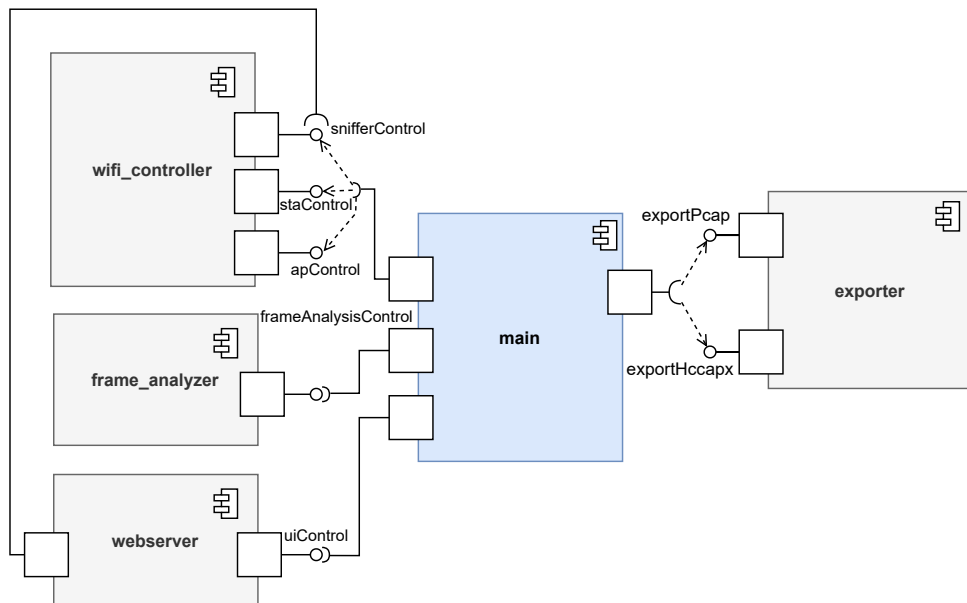 snifferControl
wifi_controller
staControl
apControl
exportPcap
exporter
exportHccapx
main
frameAnalysisControl
frame_analyzer
uiControl
webserver